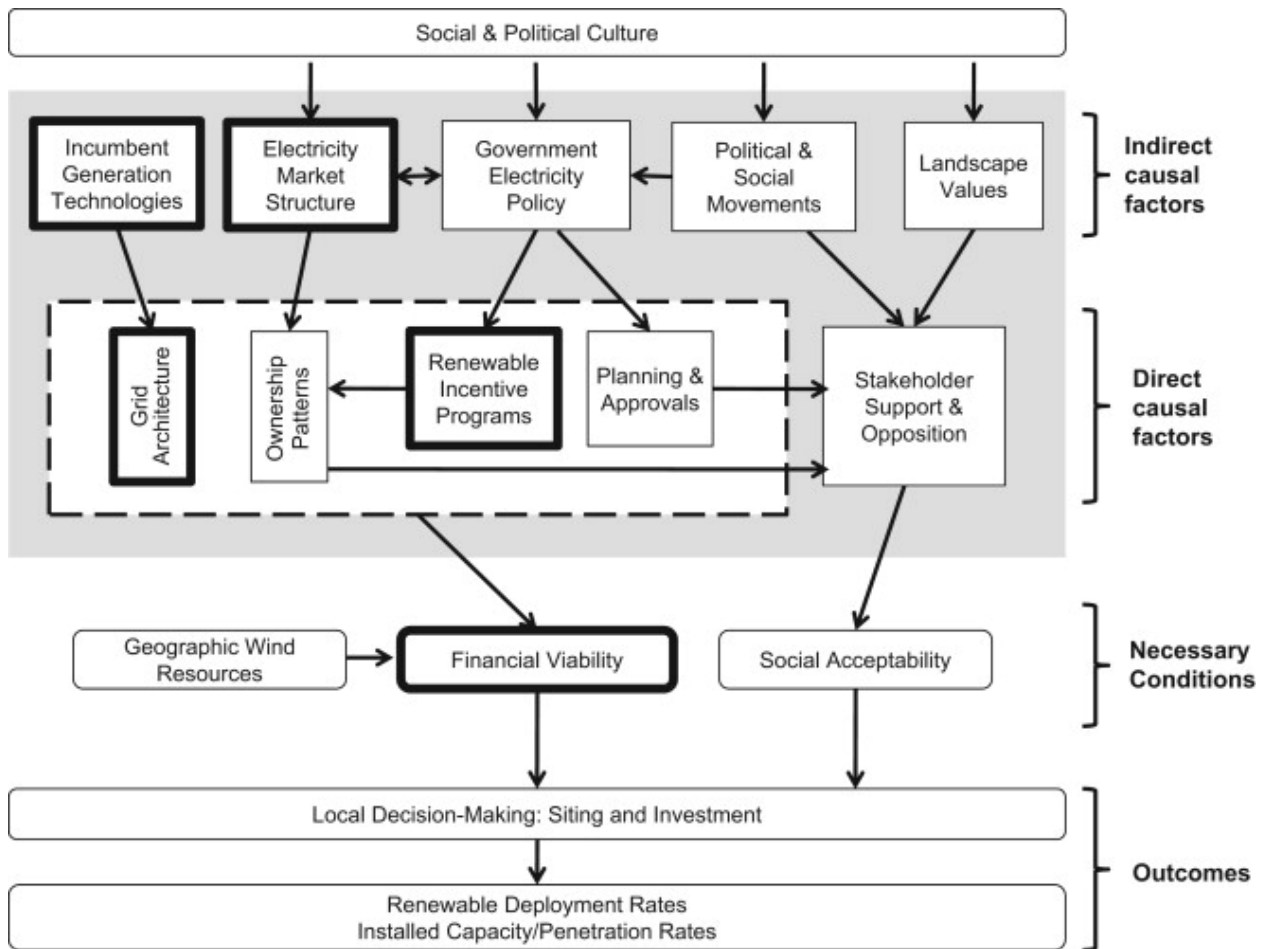 Social & Political Culture
Incumbent
Generation
Technologies
Electricity
Market
Structure
Government
Electricity
Policy
Political &
Social
Movements
Landscape
Values
Indirect
causal
factors
Grid
Architecture
Ownership
Patterns
Renewable
Incentive
Programs
Planning &
Approvals
Stakeholder
Support &
Opposition
Direct
causal
factors
Geographic Wind
Resources
Financial Viability
Social Acceptability
Necessary
Conditions
Local Decision-Making: Siting and Investment
Renewable Deployment Rates
Installed Capacity/Penetration Rates
Outcomes